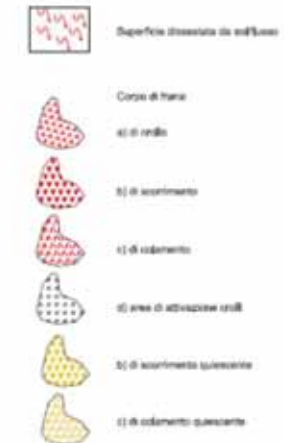 Superficie dissestata da soliflusso
Corpo di frana
a) di crollo
b) di scorrimento
c) di colamento
d) area di attivazione crolli
b) di scorrimento quiescente
c) di colamento quiescente